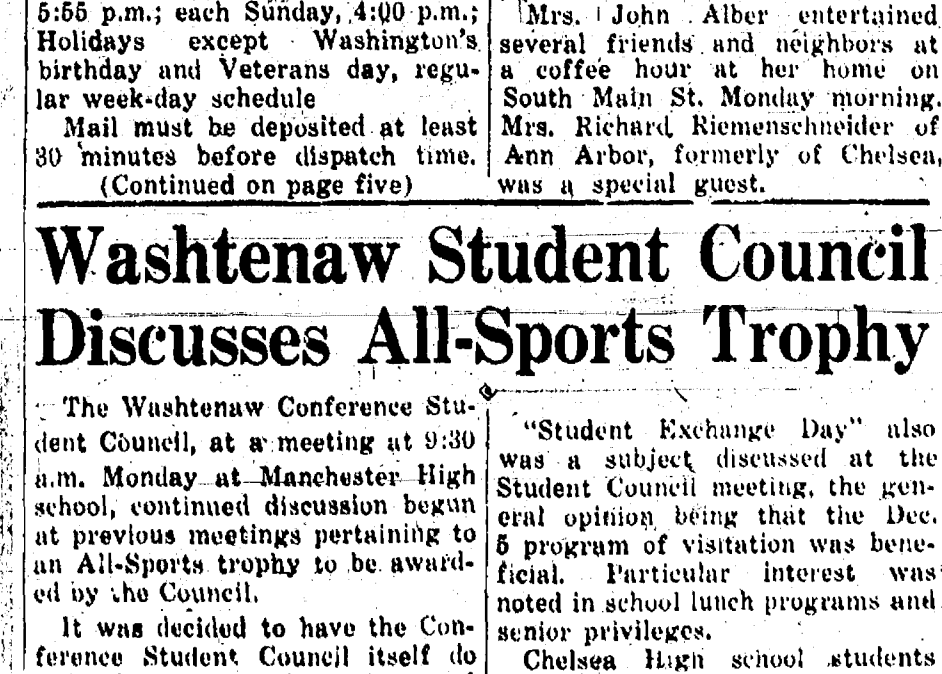 5:55 p.m.; each Sunday, 4:00 p.m.;
Holidays except Washington's
birthday and Veterans day, regu-
lar week-day schedule
Mail must be deposited at least
30 minutes before dispatch time.
(Continued on page five)
Mrs. John Alber entertained
several friends and neighbors at
a coffee hour at her home on
South Main St. Monday morning.
Mrs. Richard Riemenschneider of
Ann Arbor, formerly of Chelsea,
was a special guest.
Washtenaw Student Council
Discusses All-Sports Trophy
The Washtenaw Conference Stu-
dent Council, at a meeting at 9:30
a.m. Monday at Manchester High
school, continued discussion begun
at previous meetings pertaining to
an All-Sports trophy to be award-
ed by the Council.
It was decided to have the Con-
ference Student Council itself do
"Student Exchange Day" also
was a subject discussed at the
Student Council meeting, the gen-
eral opinion being that the Dec.
5 program of visitation was bene-
ficial. Particular interest was
noted in school lunch programs and
senior privileges.
Chelsea High school students